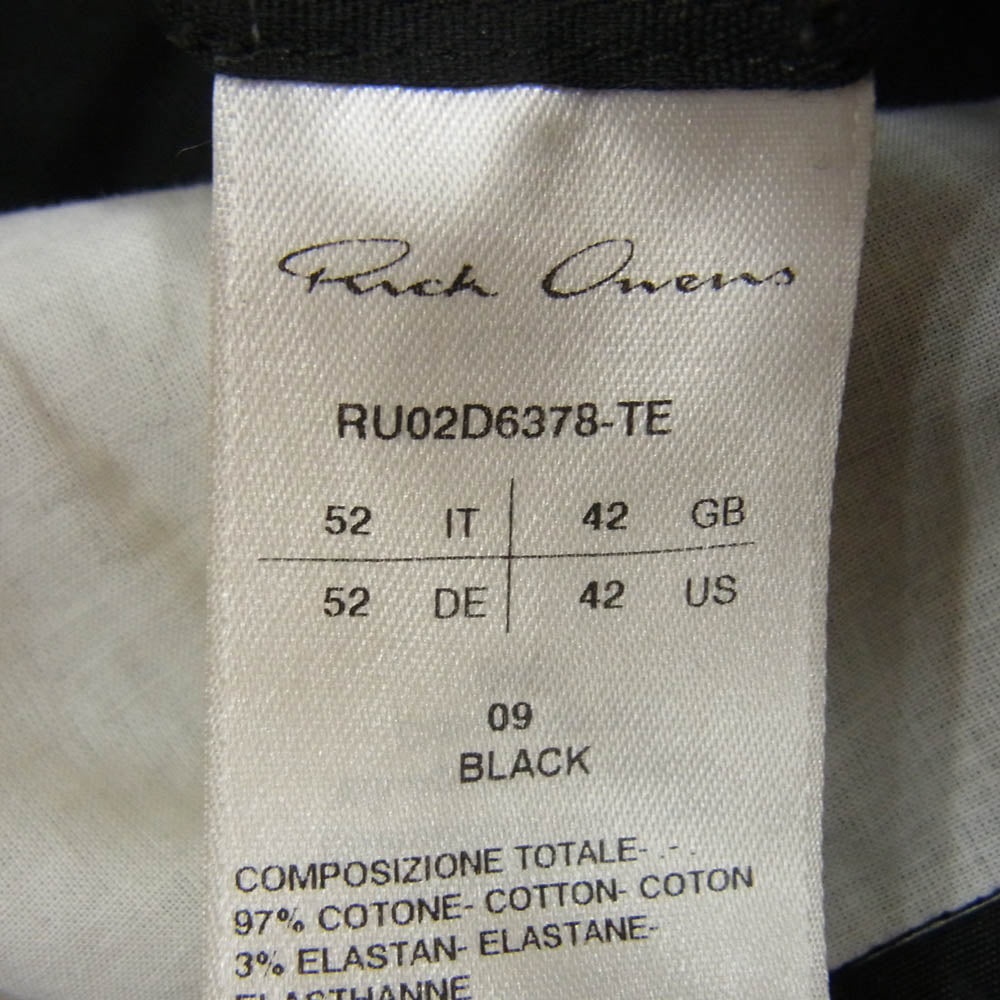 Rick Owens
RU02D6378-TE
52 IT 42 GB
52 DE 42 US
09
BLACK
COMPOSIZIONE TOTALE- .- .
97% COTONE- COTTON- COTON
3% ELASTAN- ELASTANE-
ELASTHANNE